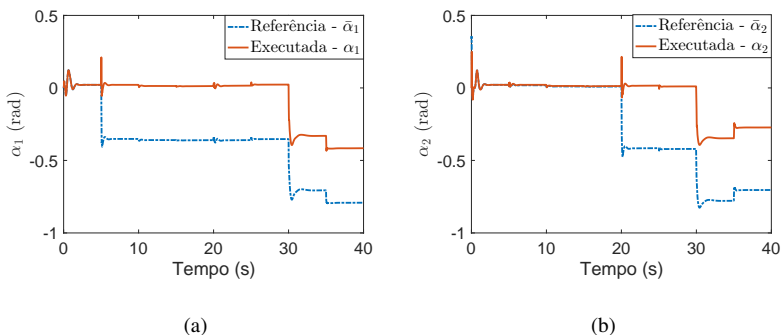 0.5
0
-0.5
-1
α₁ (rad)
0 10 20 30 40
Tempo (s)
Referência - ᾱ₁
Executada - α₁
(a)
0.5
0
-0.5
-1
α₂ (rad)
0 10 20 30 40
Tempo (s)
Referência - ᾱ₂
Executada - α₂
(b)